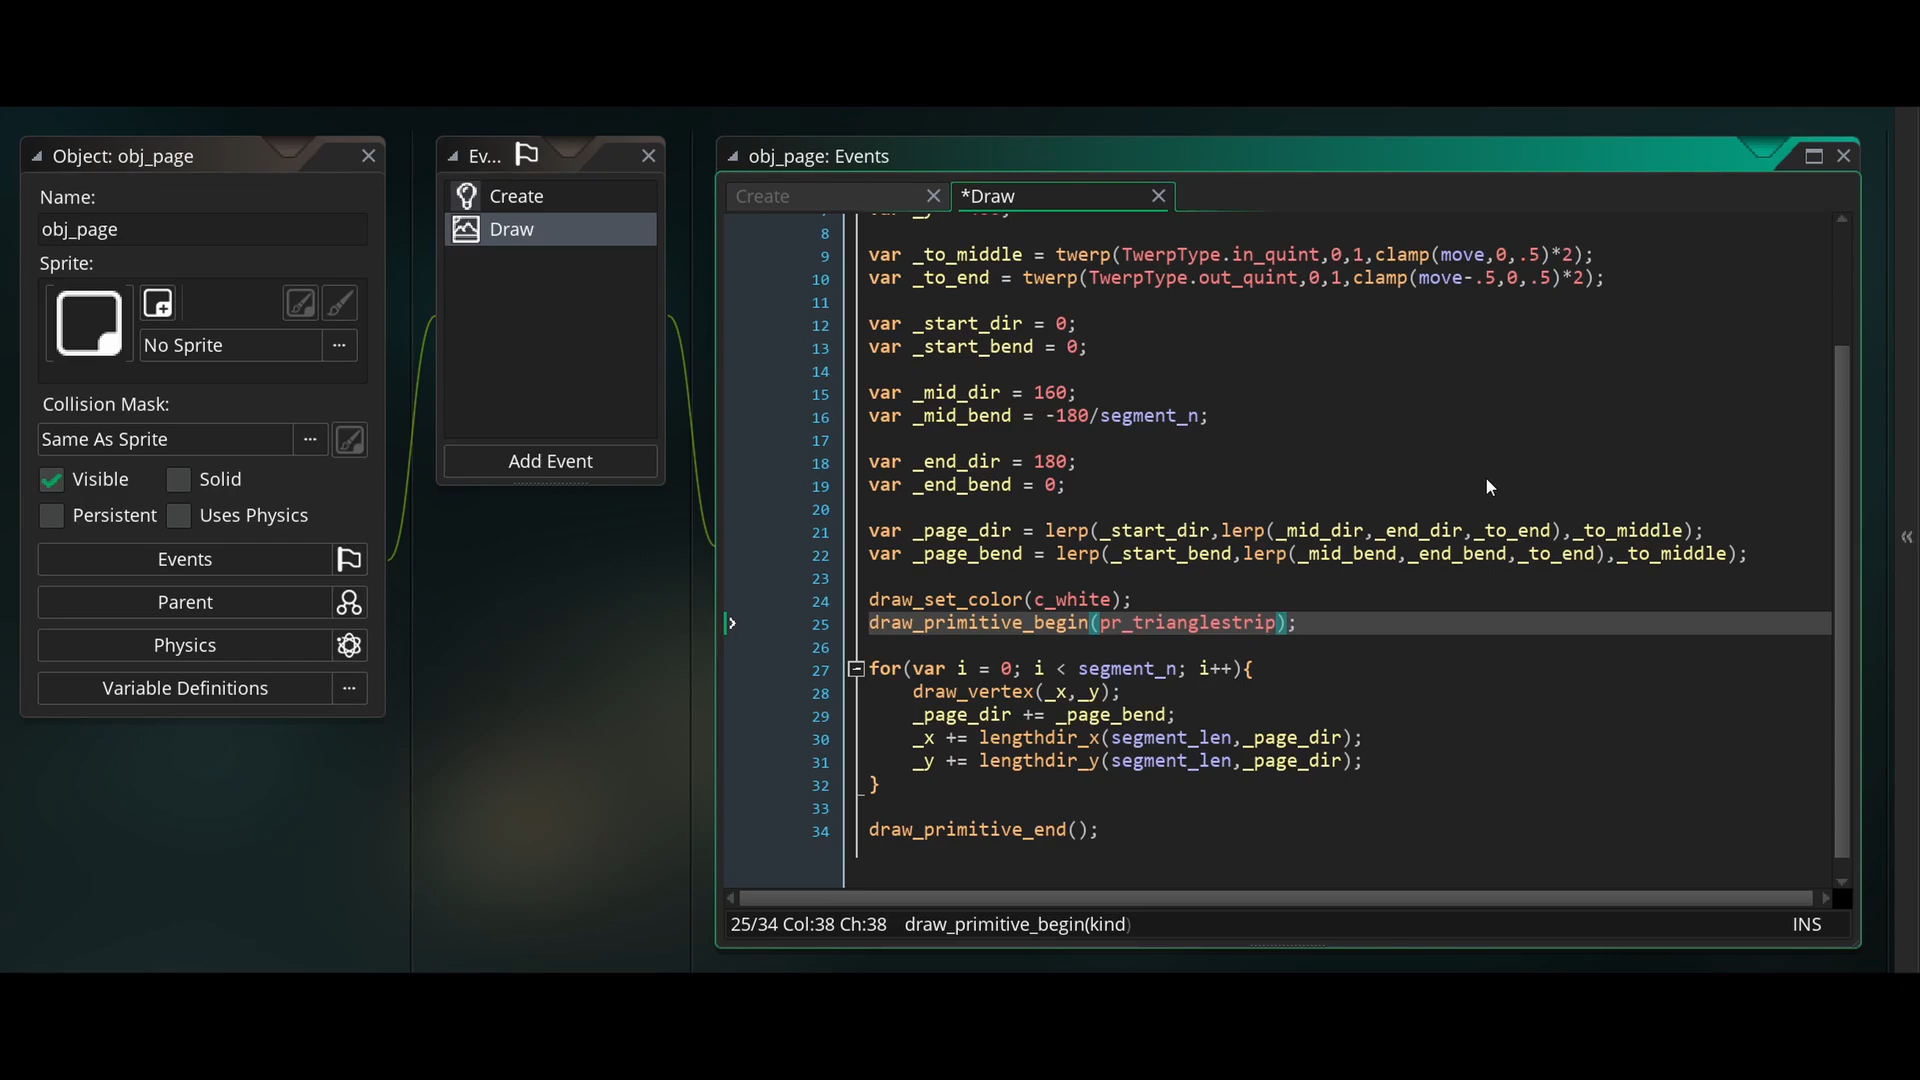 Object: obj_page
Name:
obj_page
Sprite:
No Sprite
Collision Mask:
Same As Sprite
Visible
Solid
Persistent
Uses Physics
Events
Parent
Physics
Variable Definitions
Ev...
Create
Draw
Add Event
obj_page: Events
Create
*Draw
8
9 var _to_middle = twerp(TwerpType.in_quint,0,1,clamp(move,0,.5)*2);
10 var _to_end = twerp(TwerpType.out_quint,0,1,clamp(move-.5,0,.5)*2);
11
12 var _start_dir = 0;
13 var _start_bend = 0;
14
15 var _mid_dir = 160;
16 var _mid_bend = -180/segment_n;
17
18 var _end_dir = 180;
19 var _end_bend = 0;
20
21 var _page_dir = lerp(_start_dir,lerp(_mid_dir,_end_dir,_to_end),_to_middle);
22 var _page_bend = lerp(_start_bend,lerp(_mid_bend,_end_bend,_to_end),_to_middle);
23
24 draw_set_color(c_white);
25 draw_primitive_begin(pr_trianglestrip);
26
27 for(var i = 0; i < segment_n; i++){
28 draw_vertex(_x,_y);
29 _page_dir += _page_bend;
30 _x += lengthdir_x(segment_len,_page_dir);
31 _y += lengthdir_y(segment_len,_page_dir);
32 }
33
34 draw_primitive_end();
25/34 Col:38 Ch:38 draw_primitive_begin(kind)
INS